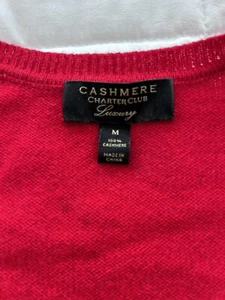 CASHMERE
CHARTER CLUB
Luxury
M
100%
CASHMERE
MADE IN
CHINA